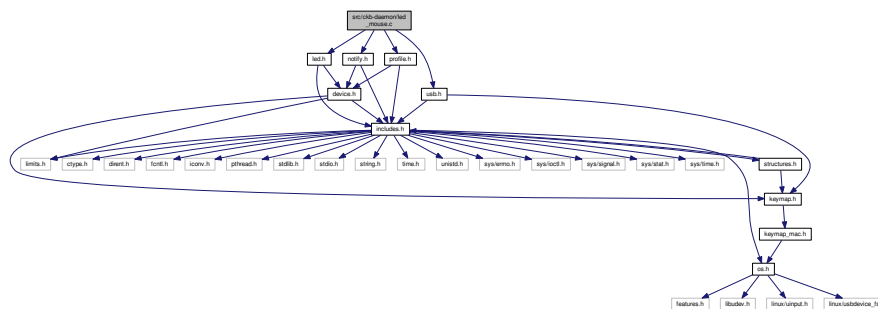 src/ckb-daemon/led
_mouse.c
led.h
notify.h
profile.h
device.h
usb.h
includes.h
limits.h
ctype.h
dirent.h
fcntl.h
iconv.h
pthread.h
stdlib.h
stdio.h
string.h
time.h
unistd.h
sys/errno.h
sys/ioctl.h
sys/signal.h
sys/stat.h
sys/time.h
structures.h
keymap.h
keymap_mac.h
os.h
features.h
libudev.h
linux/uinput.h
linux/usbdevice_fs